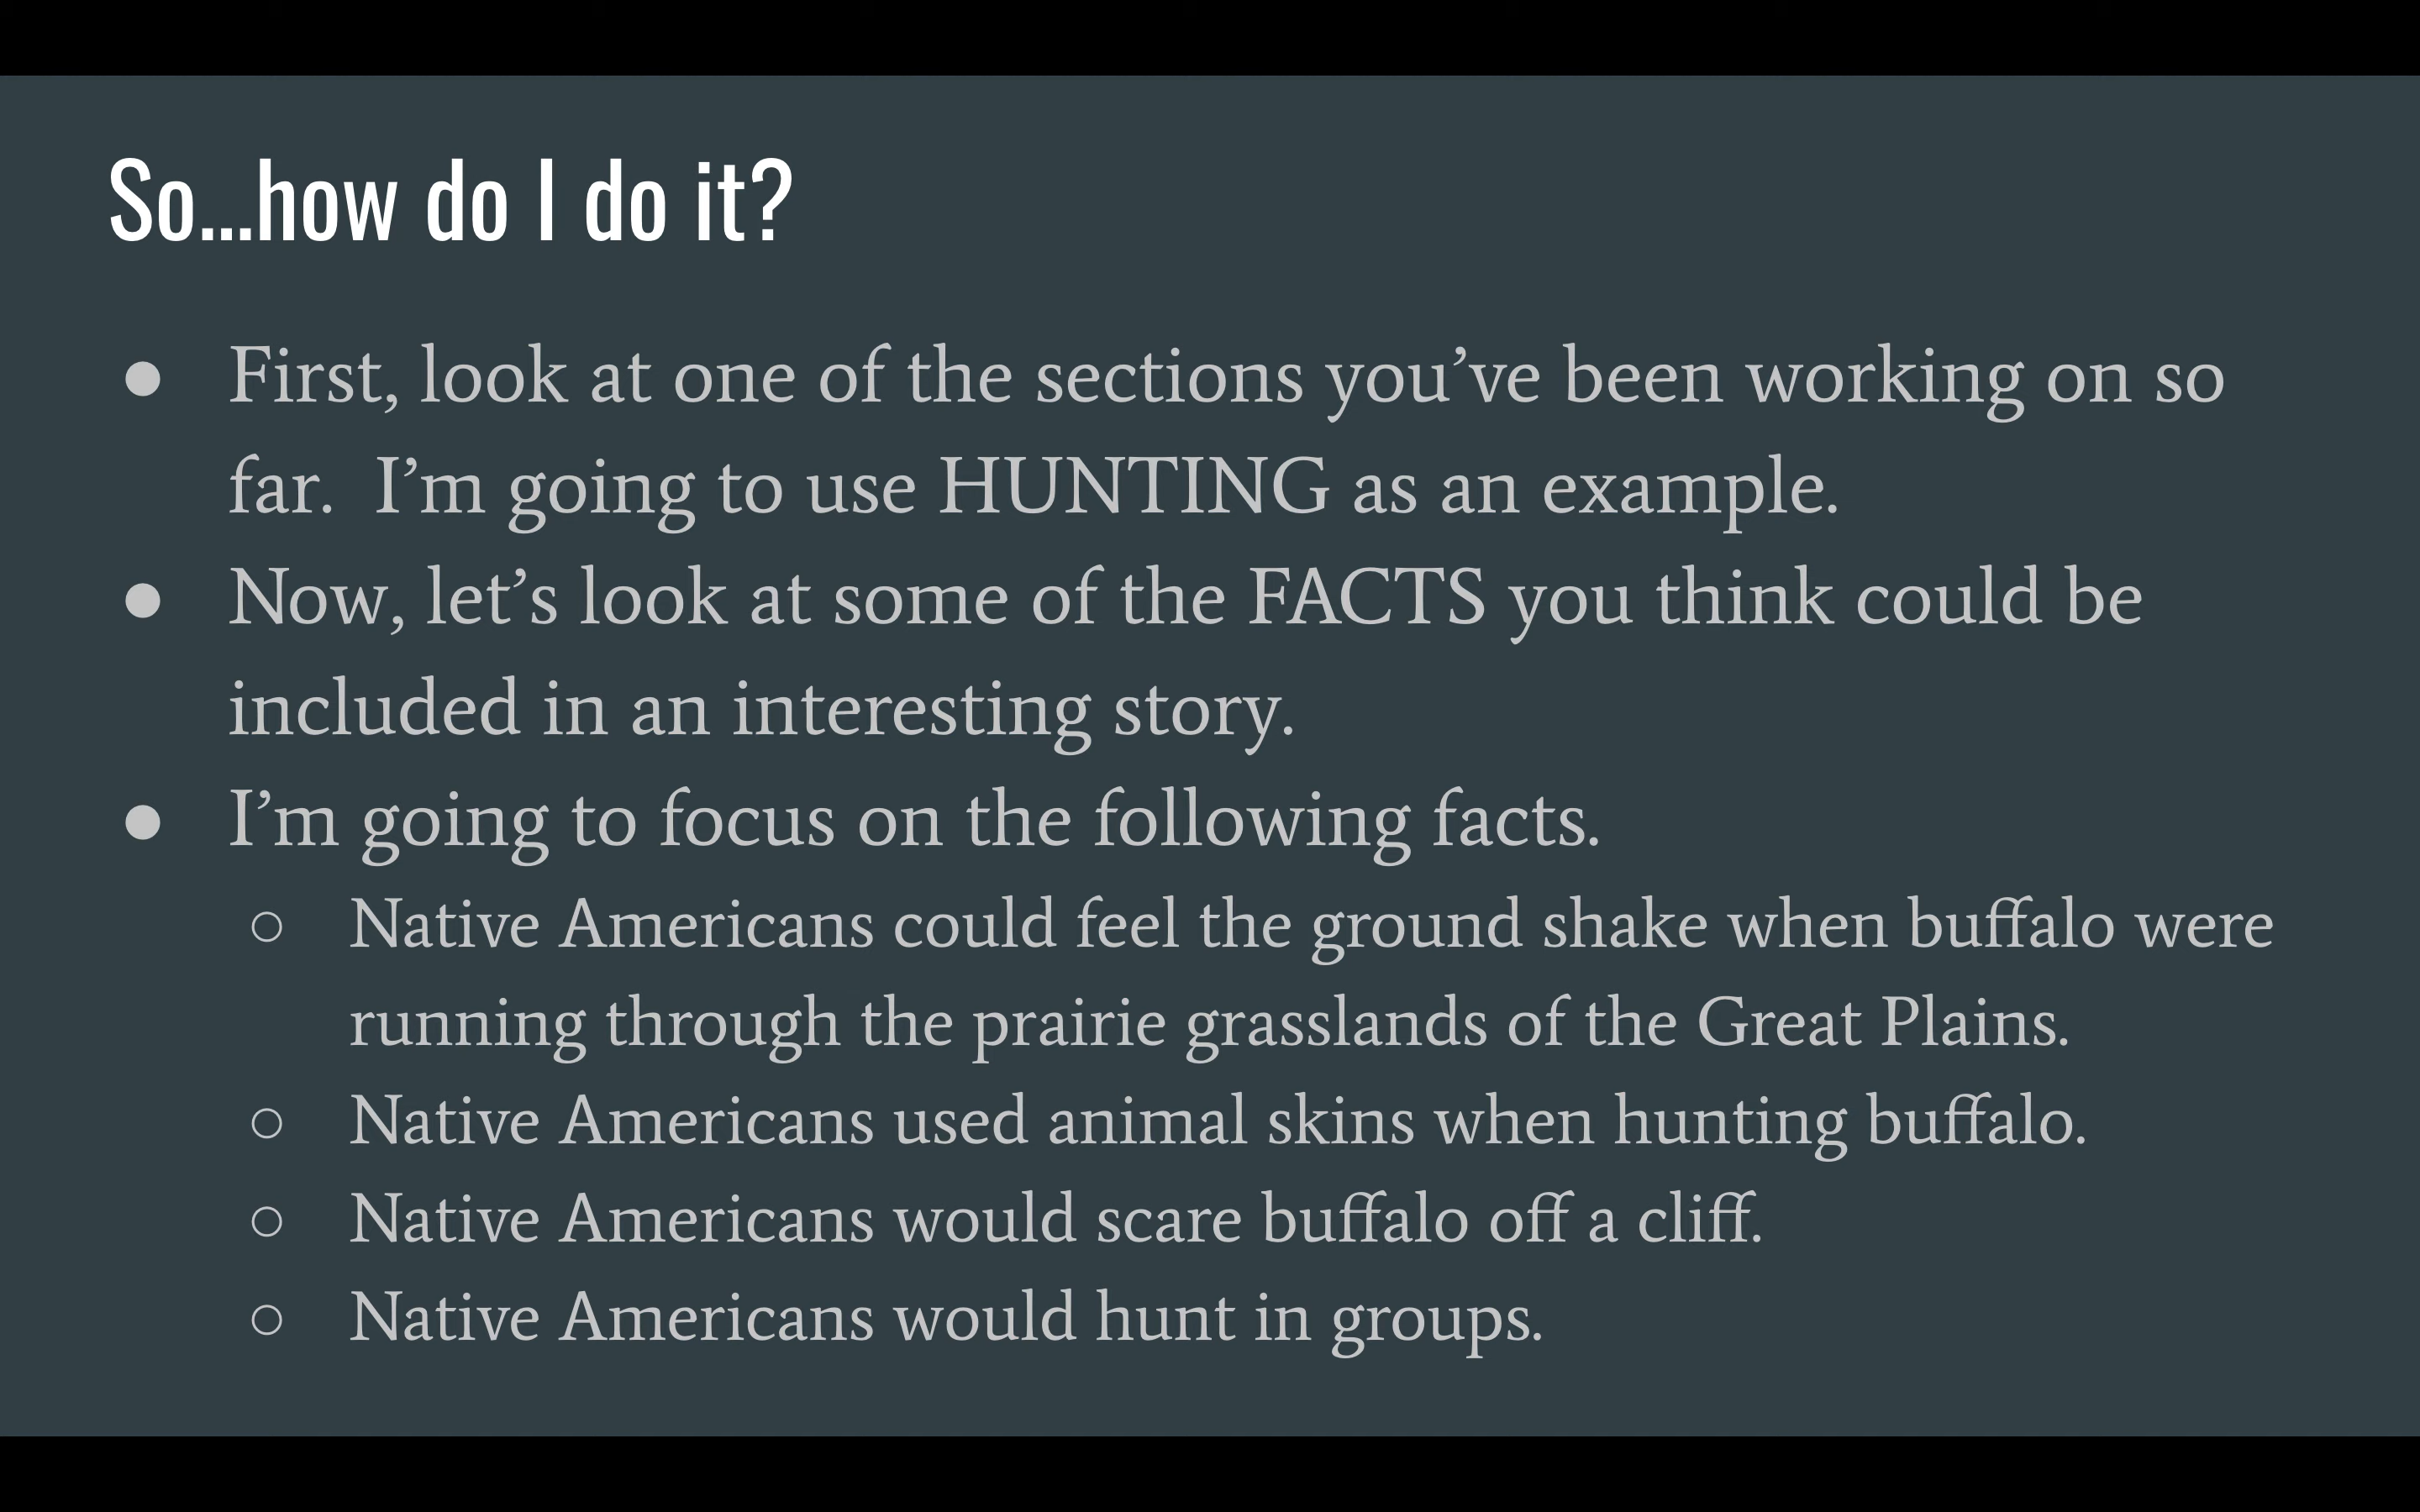 So...how do I do it?
● First, look at one of the sections you’ve been working on so
far.  I’m going to use HUNTING as an example.
● Now, let’s look at some of the FACTS you think could be
included in an interesting story.
● I’m going to focus on the following facts.
○ Native Americans could feel the ground shake when buffalo were
running through the prairie grasslands of the Great Plains.
○ Native Americans used animal skins when hunting buffalo.
○ Native Americans would scare buffalo off a cliff.
○ Native Americans would hunt in groups.